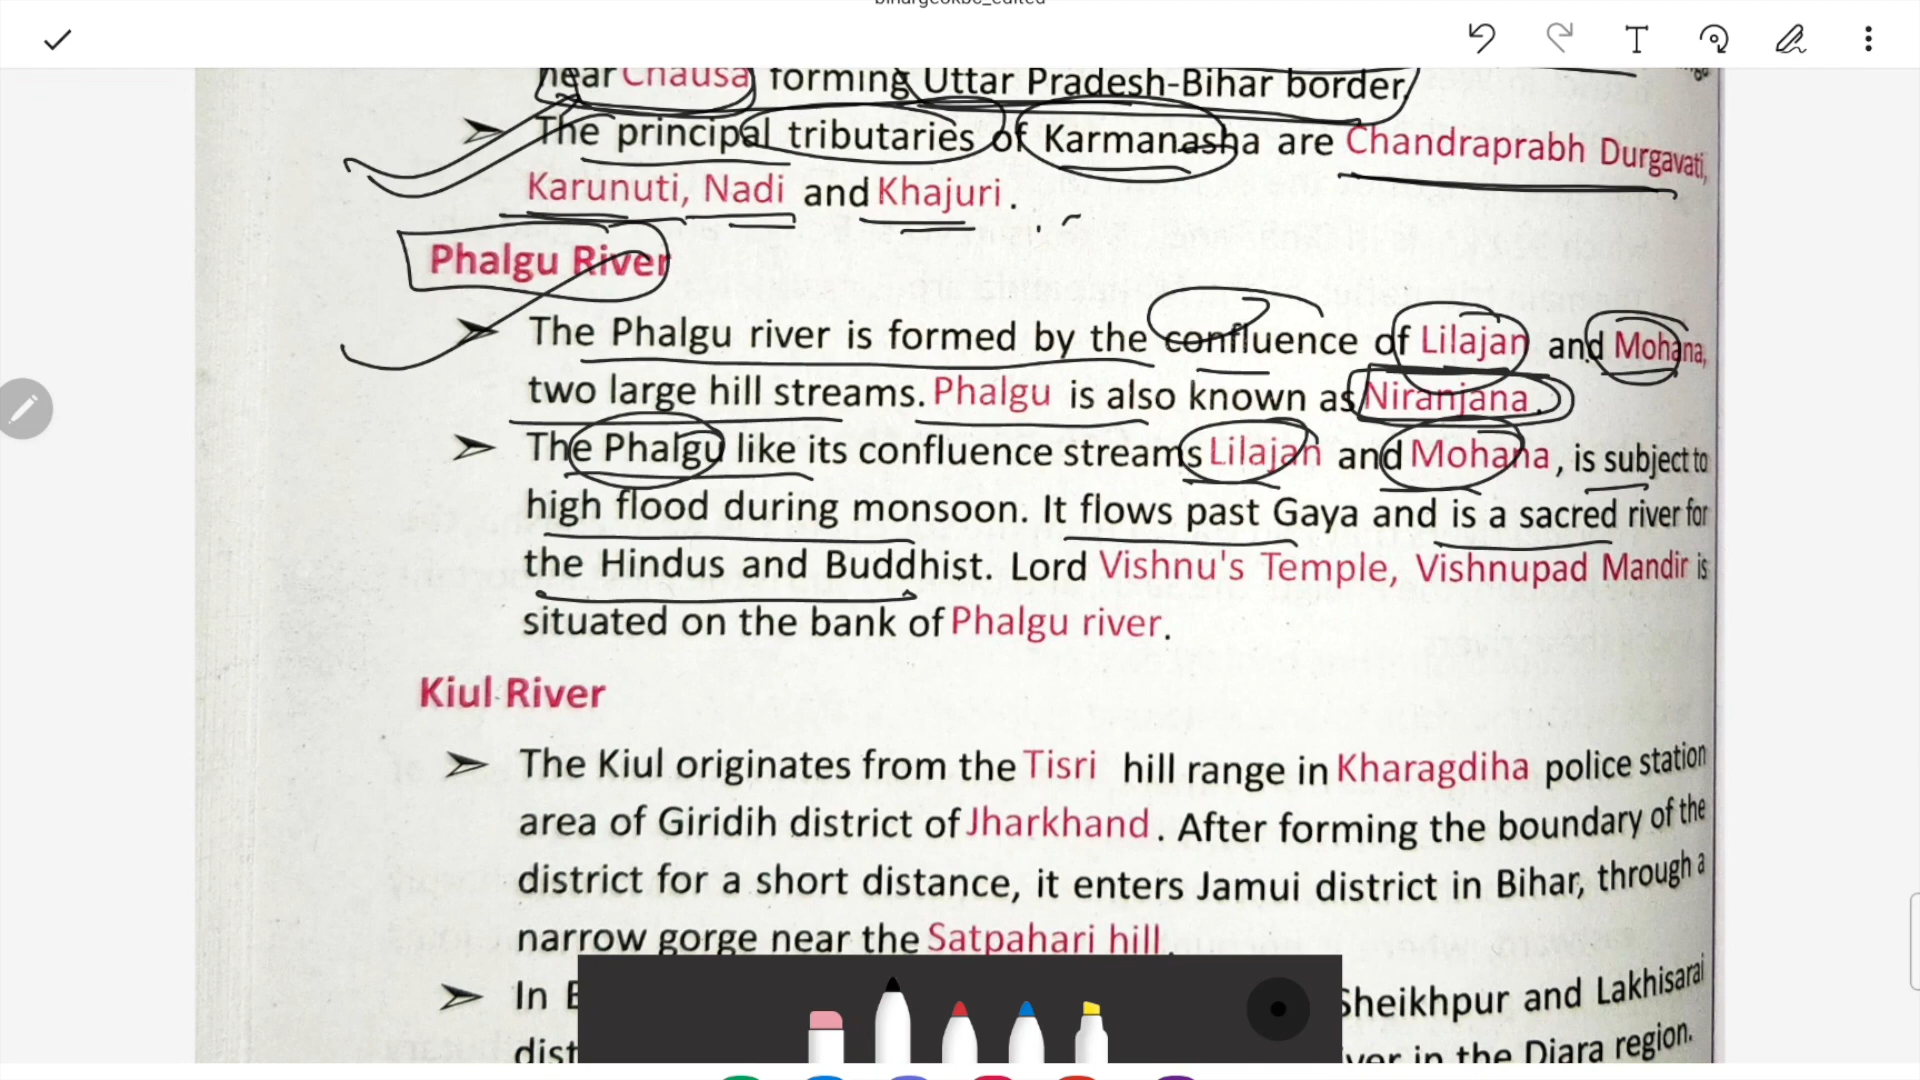 near Chausa forming Uttar Pradesh-Bihar border,
The principal tributaries of Karmanasha are Chandraprabh Durgavati,
Karunuti, Nadi and Khajuri.
Phalgu River
The Phalgu river is formed by the confluence of Lilajan and Mohana,
two large hill streams. Phalgu is also known as Niranjana.
The Phalgu like its confluence streams Lilajan and Mohana, is subject to
high flood during monsoon. It flows past Gaya and is a sacred river for
the Hindus and Buddhist. Lord Vishnu's Temple, Vishnupad Mandir is
situated on the bank of Phalgu river.
Kiul River
The Kiul originates from the Tisri hill range in Kharagdiha police station
area of Giridih district of Jharkhand. After forming the boundary of the
district for a short distance, it enters Jamui district in Bihar, through a
narrow gorge near the Satpahari hill.
In Sheikhpur and Lakhisarai
in the Diara region.